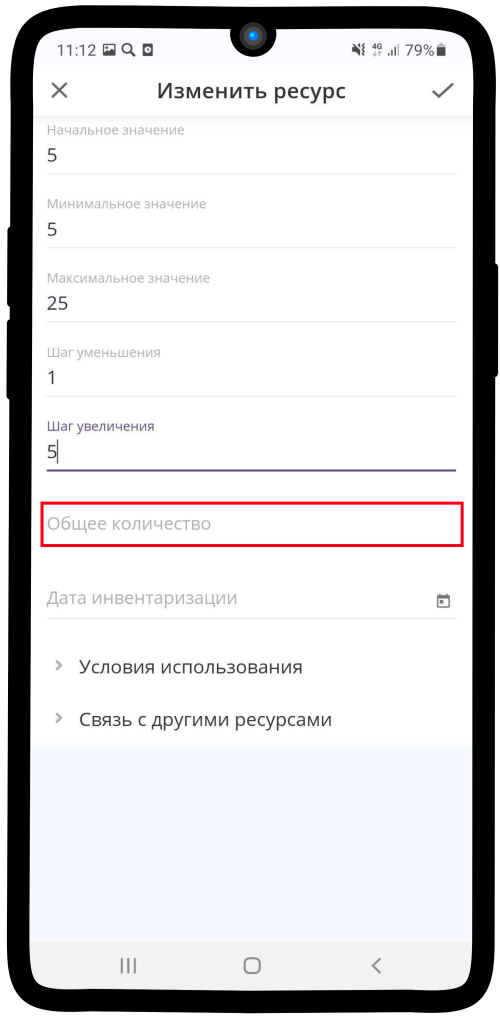 11:12 4G 79%
Изменить ресурс
Начальное значение
5
Минимальное значение
5
Максимальное значение
25
Шаг уменьшения
1
Шаг увеличения
5
Общее количество
Дата инвентаризации
Условия использования
Связь с другими ресурсами